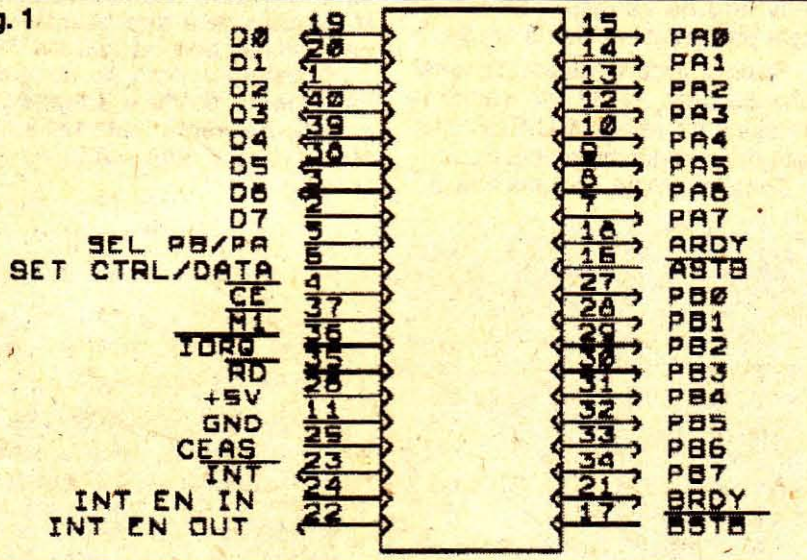 g. 1
D0 19 15 PA0
D1 20 14 PA1
D2 1 13 PA2
D3 40 12 PA3
D4 39 10 PA4
D5 38 9 PA5
D6 3 8 PA6
D7 2 7 PA7
SEL PB/PA 18 ARDY
SET CTRL/DATA 16 ASTB
CE 4 27 PB0
M1 37 28 PB1
IORQ 36 29 PB2
RD 35 30 PB3
+5V 31 PB4
GND 11 32 PB5
CEAS 25 33 PB6
INT 23 34 PB7
INT EN IN 24 21 BRDY
INT EN OUT 22 17 BSTB